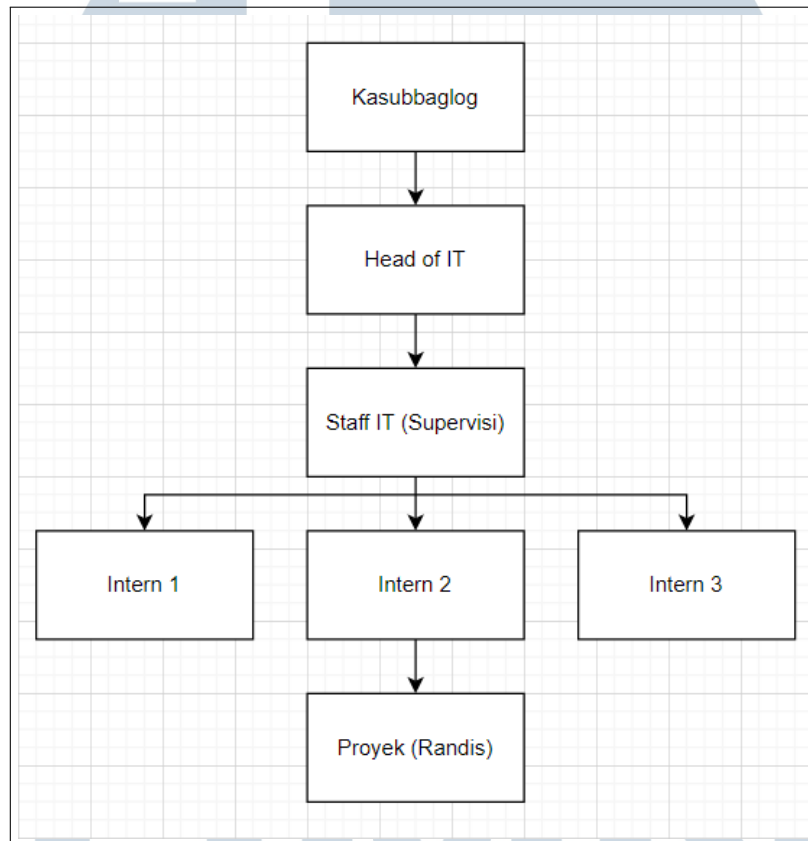 Kasubbaglog
Head of IT
Staff IT (Supervisi)
Intern 1
Intern 2
Intern 3
Proyek (Randis)